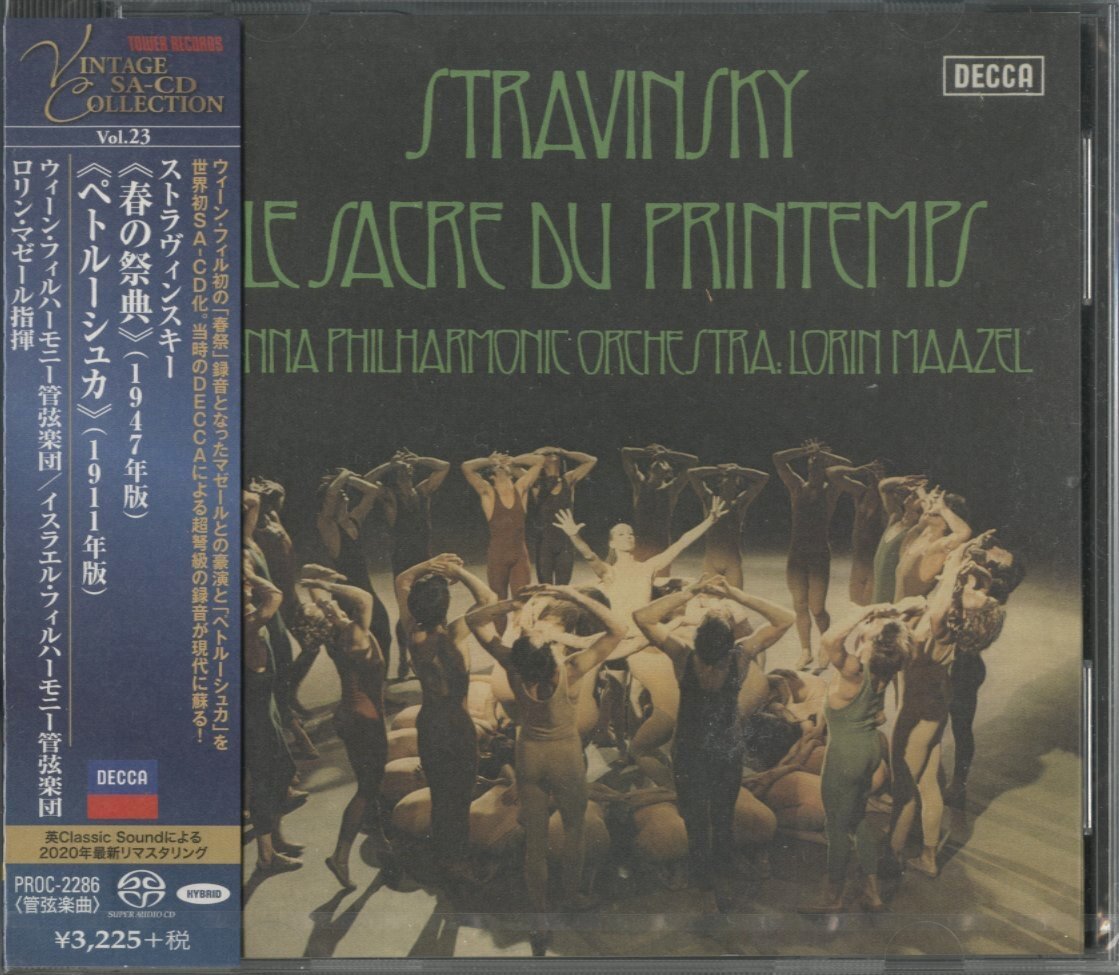 TOWER RECORDS
VINTAGE
SA-CD
COLLECTION
Vol.23
ウィーン・フィル初の「春祭」録音となったマゼールとの豪演と「ペトルーシュカ」を
世界初SA-CD化。当時のDECCAによる超弩級の録音が現代に蘇る!
ストラヴィンスキー
《春の祭典》(1947年版)
《ペトルーシュカ》(1911年版)
ウィーン・フィルハーモニー管弦楽団/イスラエル・フィルハーモニー管弦楽団
ロリン・マゼール指揮
DECCA
英Classic Soundによる
2020年最新リマスタリング
PROC-2286
〈管弦楽曲〉
SUPER AUDIO CD
HYBRID
¥3,225+税
DECCA
STRAVINSKY
LE SACRE DU PRINTEMPS
NNA PHILHARMONIC ORCHESTRA: LORIN MAAZEL